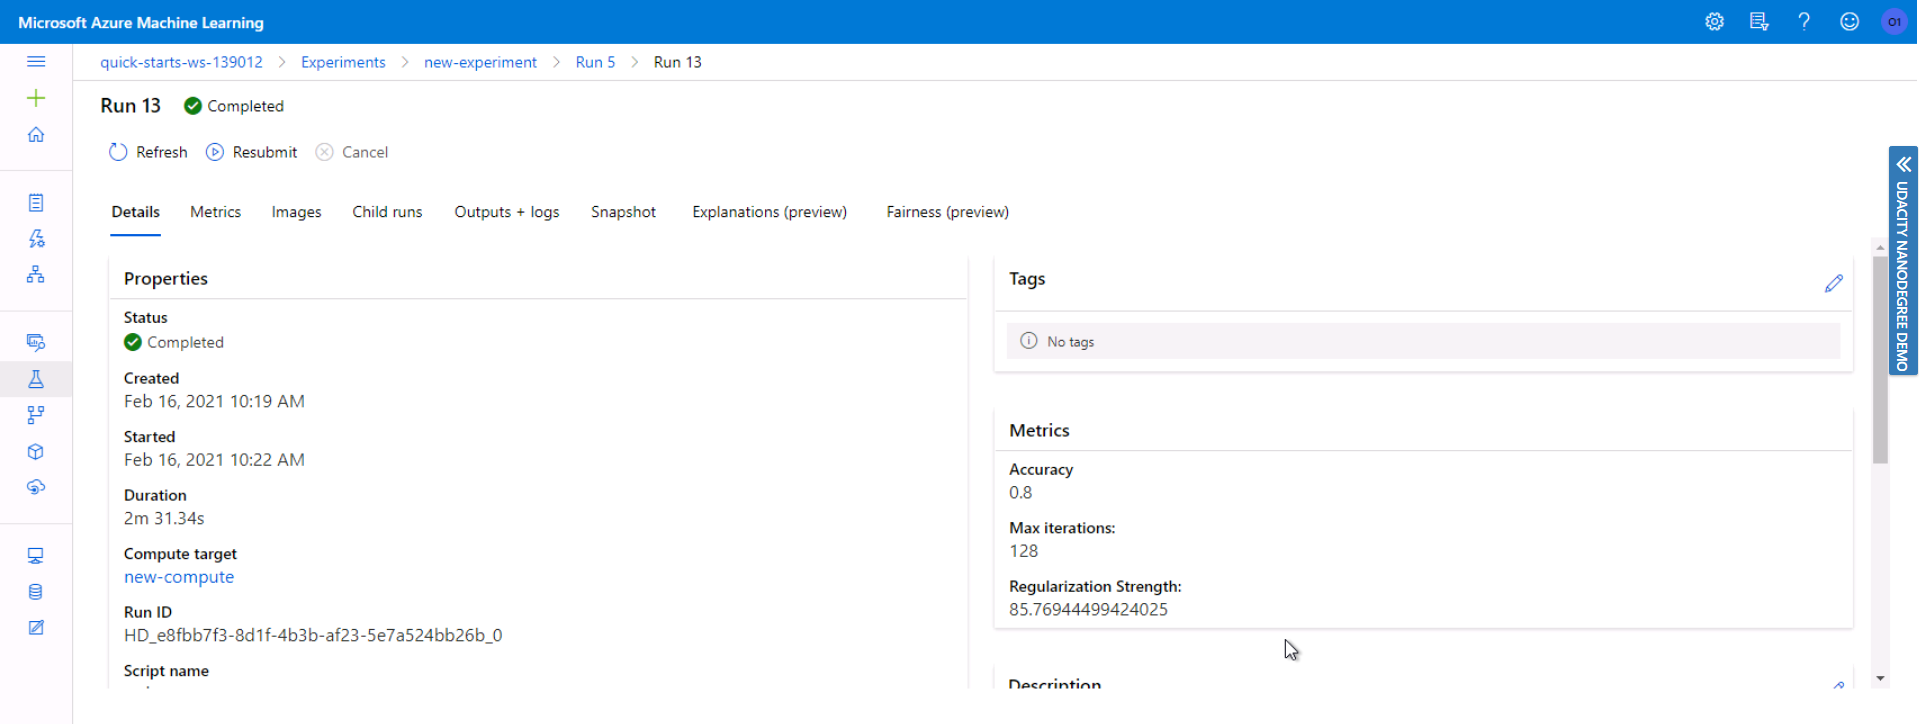 Microsoft Azure Machine Learning
O1
quick-starts-ws-139012 > Experiments > new-experiment > Run 5 > Run 13
Run 13 Completed
Refresh Resubmit Cancel
Details Metrics Images Child runs Outputs + logs Snapshot Explanations (preview) Fairness (preview)
Properties
Status
Completed
Created
Feb 16, 2021 10:19 AM
Started
Feb 16, 2021 10:22 AM
Duration
2m 31.34s
Compute target
new-compute
Run ID
HD_e8fbb7f3-8d1f-4b3b-af23-5e7a524bb26b_0
Script name
Tags
No tags
Metrics
Accuracy
0.8
Max iterations:
128
Regularization Strength:
85.76944499424025
Description
UDACITY NANODEGREE DEMO